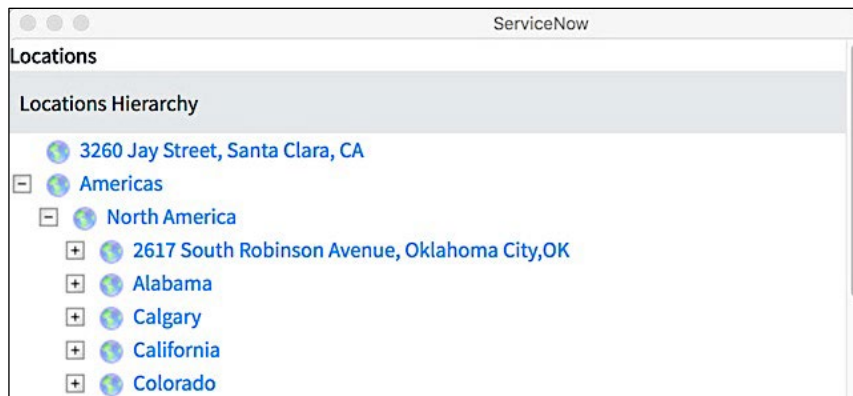 ServiceNow
Locations
Locations Hierarchy
3260 Jay Street, Santa Clara, CA
Americas
North America
2617 South Robinson Avenue, Oklahoma City,OK
Alabama
Calgary
California
Colorado